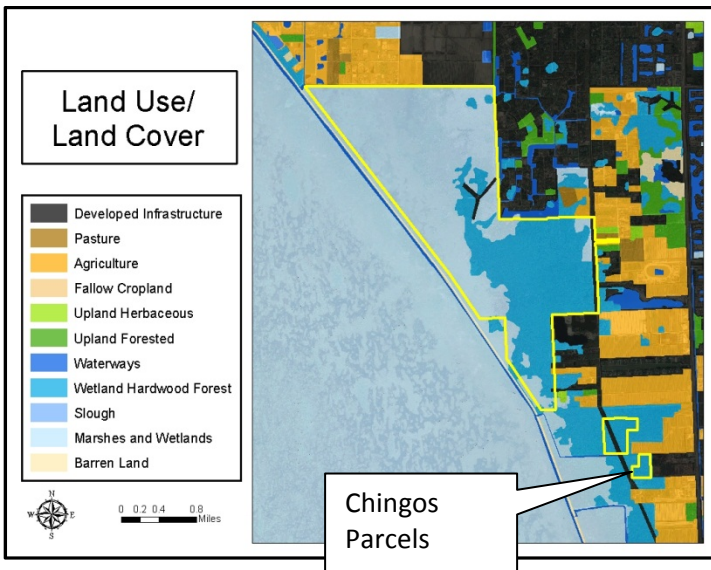 Land Use/
Land Cover
Developed Infrastructure
Pasture
Agriculture
Fallow Cropland
Upland Herbaceous
Upland Forested
Waterways
Wetland Hardwood Forest
Slough
Marshes and Wetlands
Barren Land
N
W
E
S
0 0.2 0.4 0.8
Miles
Chingos
Parcels